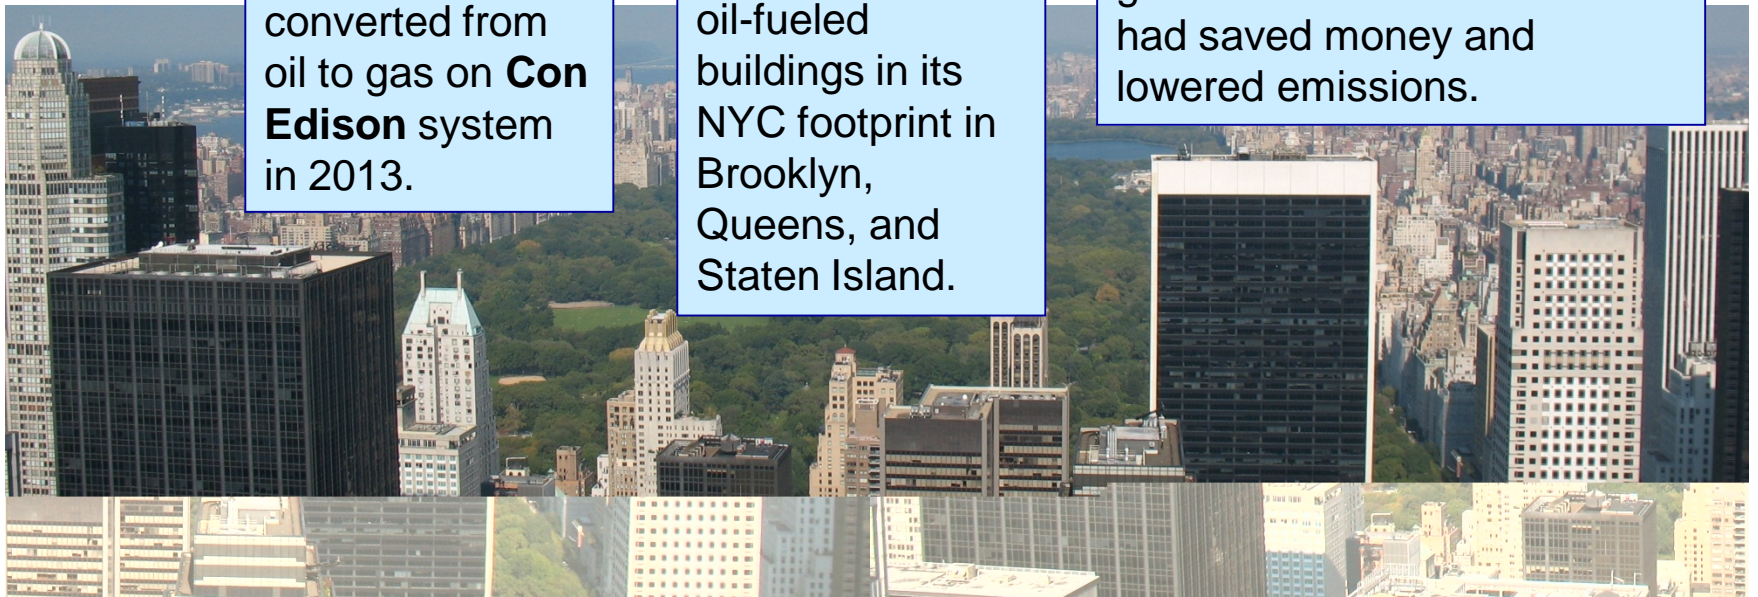 converted from
oil to gas on Con
Edison system
in 2013.
oil-fueled
buildings in its
NYC footprint in
Brooklyn,
Queens, and
Staten Island.
had saved money and
lowered emissions.